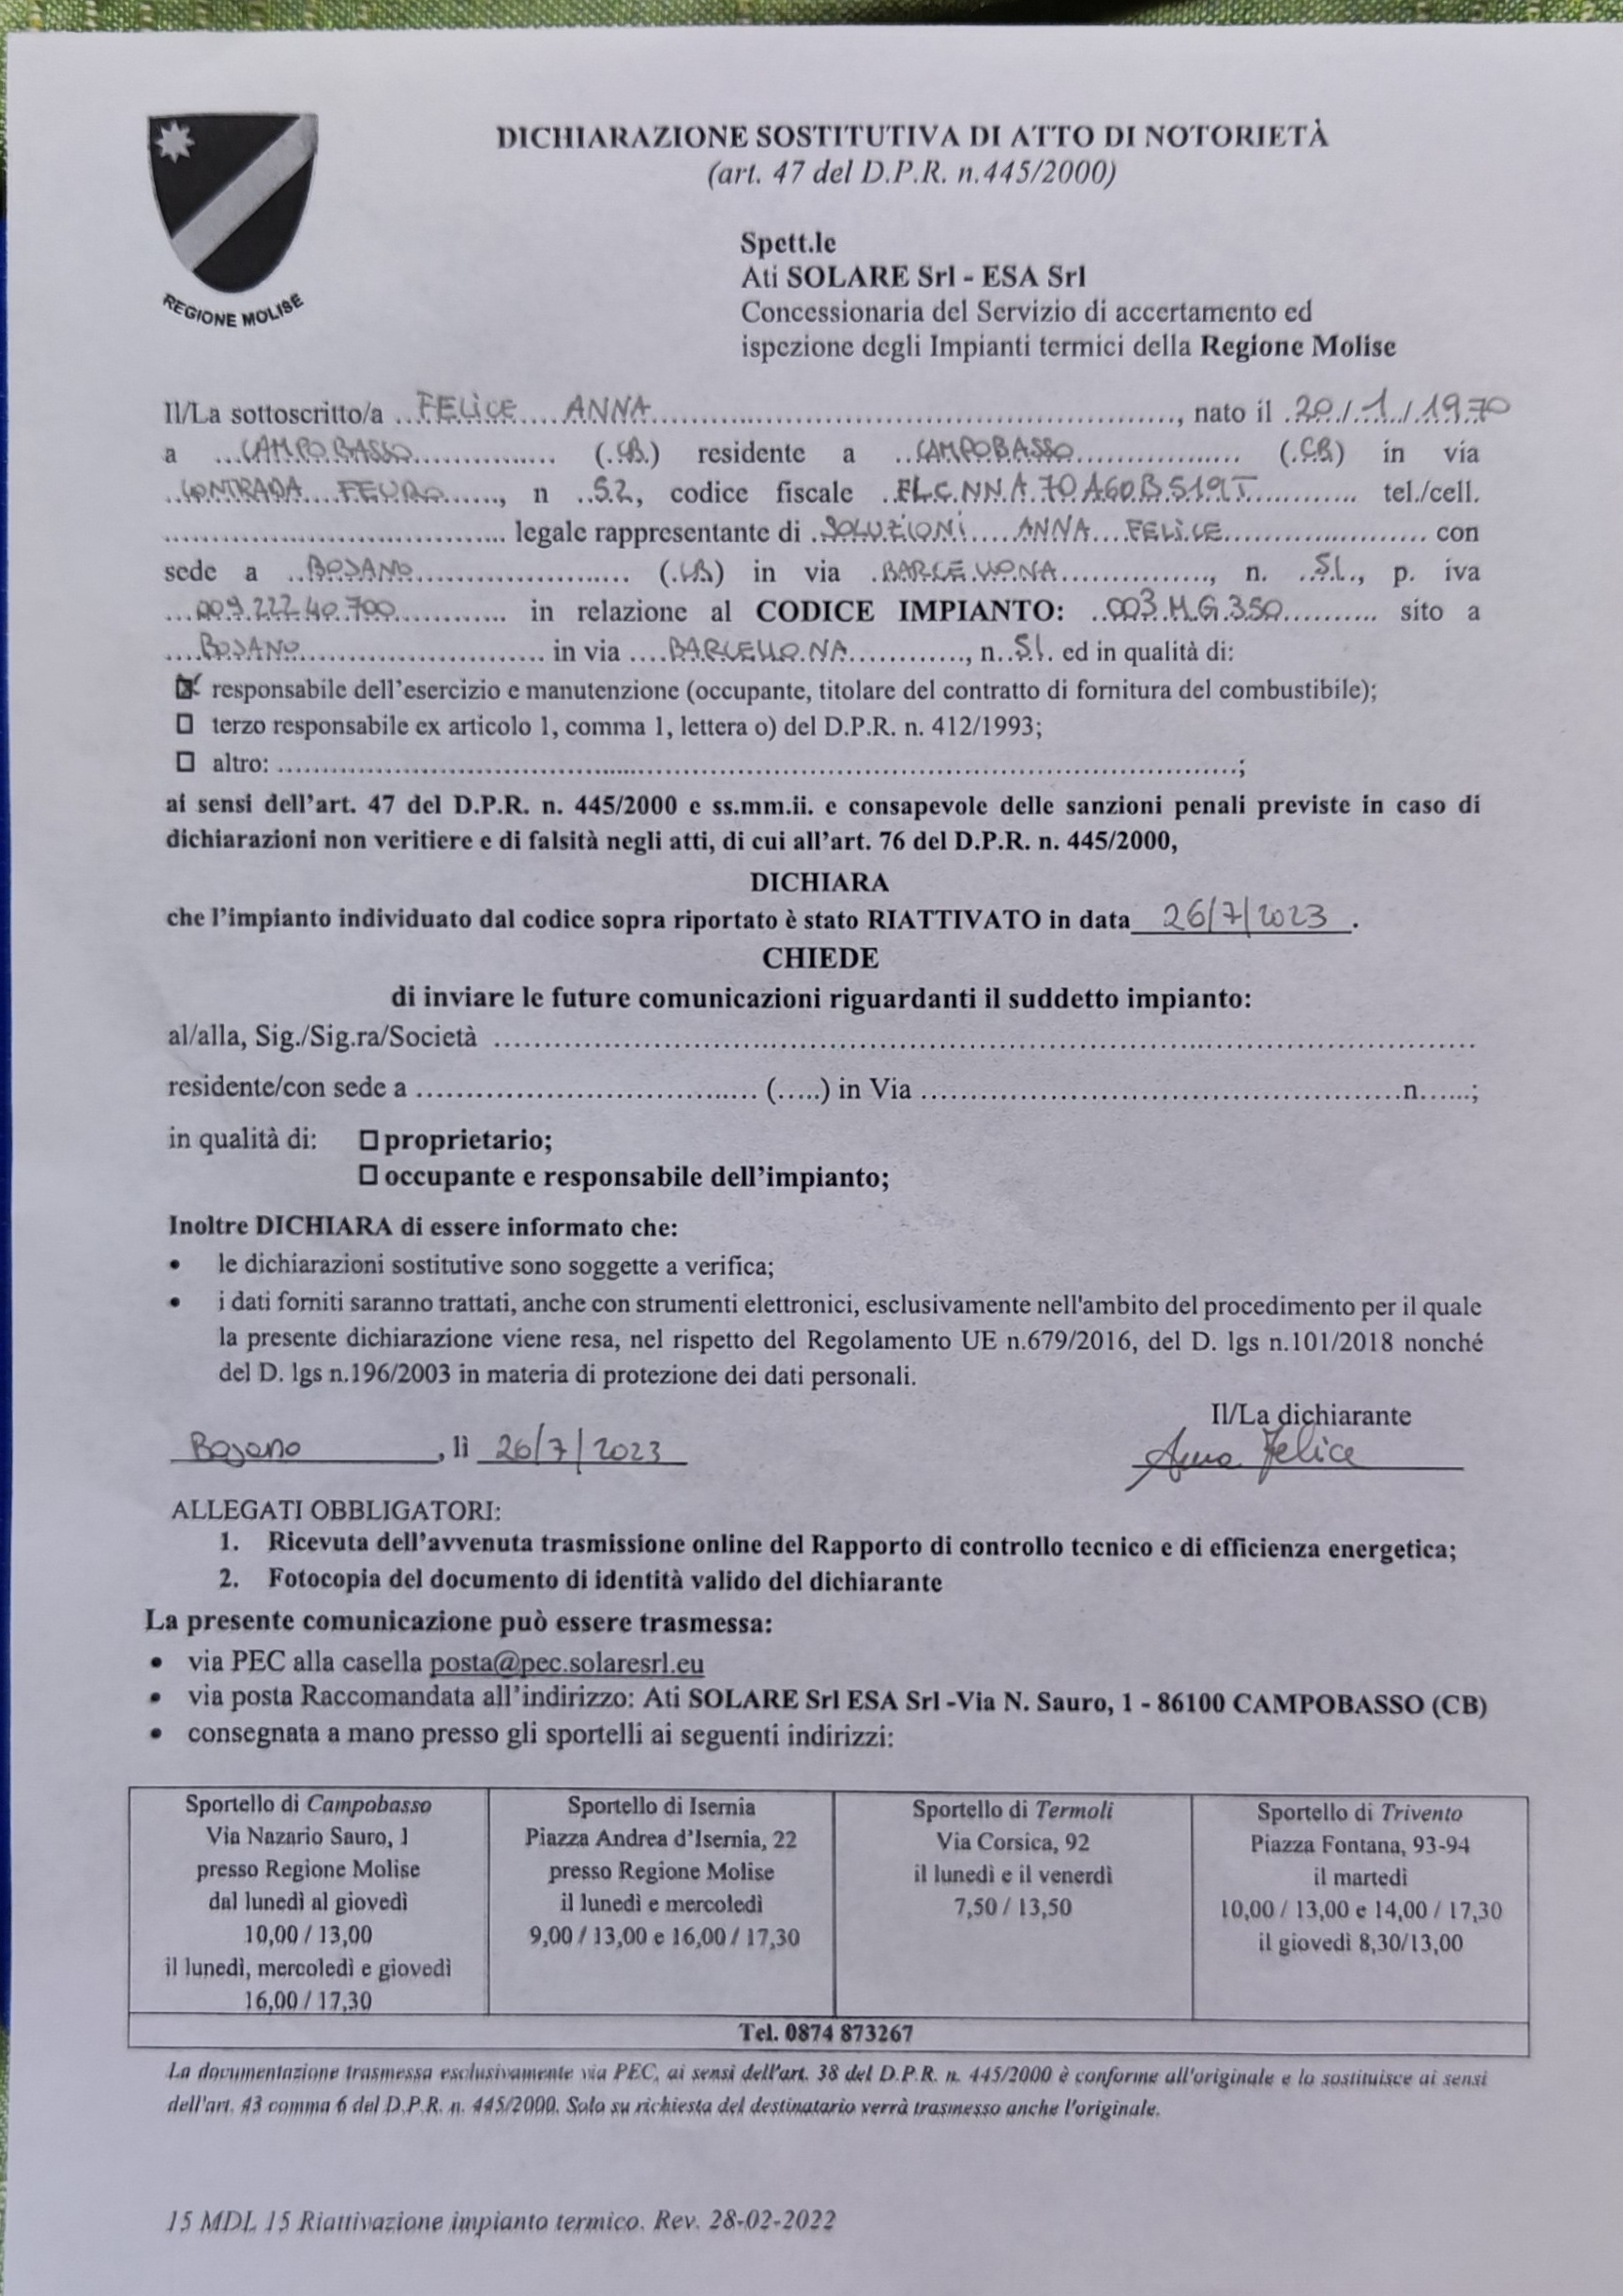 REGIONE MOLISE
DICHIARAZIONE SOSTITUTIVA DI ATTO DI NOTORIETÀ
(art. 47 del D.P.R. n.445/2000)
Spett.le
Ati SOLARE Srl - ESA Srl
Concessionaria del Servizio di accertamento ed
ispezione degli Impianti termici della Regione Molise
Il/La sottoscritto/a FELICE ANNA, nato il 20/1/1970
a CAMPOBASSO (CB) residente a CAMPOBASSO (CB) in via
CONTRADA FEUDO, n 52, codice fiscale FLCNNA70A60B519T tel./cell.
legale rappresentante di SOLUZIONI ANNA FELICE con
sede a BOJANO (CB) in via BARCELLONA, n. S1, p. iva
00922240700 in relazione al CODICE IMPIANTO: 003MG350 sito a
BOJANO in via BARCELLONA, n. S1. ed in qualità di:
responsabile dell'esercizio e manutenzione (occupante, titolare del contratto di fornitura del combustibile);
terzo responsabile ex articolo 1, comma 1, lettera o) del D.P.R. n. 412/1993;
altro: ;
ai sensi dell'art. 47 del D.P.R. n. 445/2000 e ss.mm.ii. e consapevole delle sanzioni penali previste in caso di
dichiarazioni non veritiere e di falsità negli atti, di cui all'art. 76 del D.P.R. n. 445/2000,
DICHIARA
che l'impianto individuato dal codice sopra riportato è stato RIATTIVATO in data 26/7/2023.
CHIEDE
di inviare le future comunicazioni riguardanti il suddetto impianto:
al/alla, Sig./Sig.ra/Società
residente/con sede a (.....) in Via n......;
in qualità di: proprietario;
occupante e responsabile dell'impianto;
Inoltre DICHIARA di essere informato che:
• le dichiarazioni sostitutive sono soggette a verifica;
• i dati forniti saranno trattati, anche con strumenti elettronici, esclusivamente nell'ambito del procedimento per il quale
la presente dichiarazione viene resa, nel rispetto del Regolamento UE n.679/2016, del D. lgs n.101/2018 nonché
del D. lgs n.196/2003 in materia di protezione dei dati personali.
Il/La dichiarante
Bojano, lì 26/7/2023 Anna Felice
ALLEGATI OBBLIGATORI:
1. Ricevuta dell'avvenuta trasmissione online del Rapporto di controllo tecnico e di efficienza energetica;
2. Fotocopia del documento di identità valido del dichiarante
La presente comunicazione può essere trasmessa:
• via PEC alla casella posta@pec.solaresrl.eu
• via posta Raccomandata all'indirizzo: Ati SOLARE Srl ESA Srl -Via N. Sauro, 1 - 86100 CAMPOBASSO (CB)
• consegnata a mano presso gli sportelli ai seguenti indirizzi:
Sportello di Campobasso
Via Nazario Sauro, 1
presso Regione Molise
dal lunedì al giovedì
10,00 / 13,00
il lunedì, mercoledì e giovedì
16,00 / 17,30
Sportello di Isernia
Piazza Andrea d'Isernia, 22
presso Regione Molise
il lunedì e mercoledì
9,00 / 13,00 e 16,00 / 17,30
Sportello di Termoli
Via Corsica, 92
il lunedì e il venerdì
7,50 / 13,50
Sportello di Trivento
Piazza Fontana, 93-94
il martedì
10,00 / 13,00 e 14,00 / 17,30
il giovedì 8,30/13,00
Tel. 0874 873267
La documentazione trasmessa esclusivamente via PEC, ai sensi dell'art. 38 del D.P.R. n. 445/2000 è conforme all'originale e lo sostituisce ai sensi
dell'art. 43 comma 6 del D.P.R. n. 445/2000. Solo su richiesta del destinatario verrà trasmesso anche l'originale.
15 MDL 15 Riattivazione impianto termico. Rev. 28-02-2022